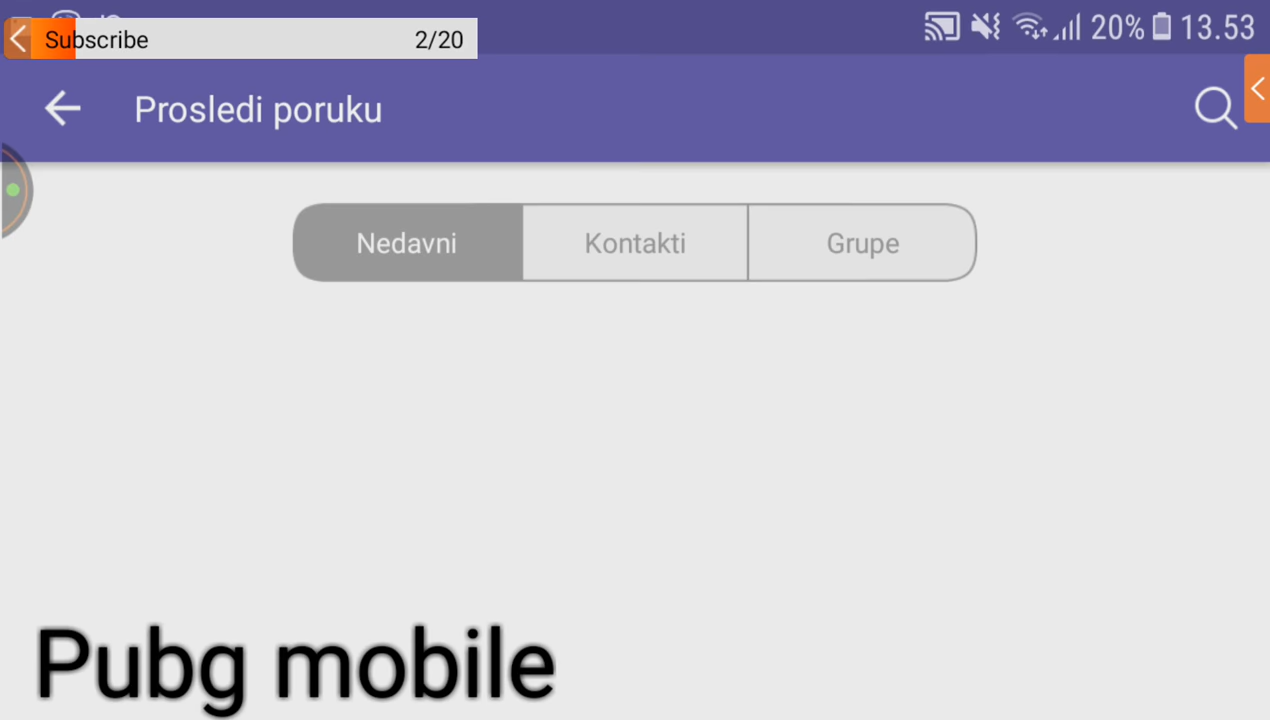 Subscribe 2/20
20% 13.53
Prosledi poruku
Nedavni Kontakti Grupe
Pubg mobile